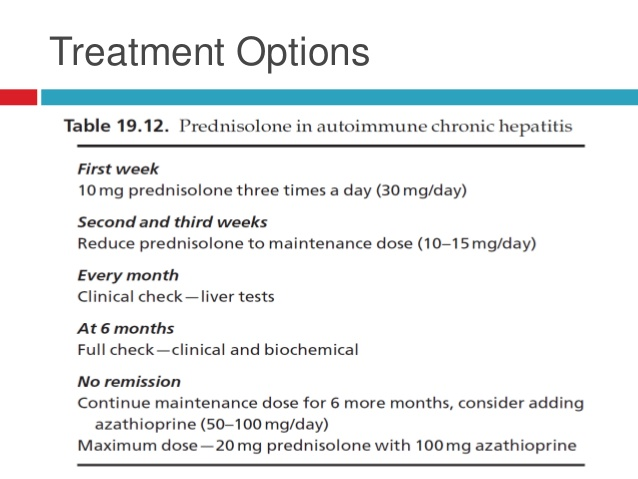 Treatment Options
Table 19.12. Prednisolone in autoimmune chronic hepatitis
First week
10 mg prednisolone three times a day (30 mg/day)
Second and third weeks
Reduce prednisolone to maintenance dose (10–15 mg/day)
Every month
Clinical check—liver tests
At 6 months
Full check—clinical and biochemical
No remission
Continue maintenance dose for 6 more months, consider adding
azathioprine (50–100 mg/day)
Maximum dose—20 mg prednisolone with 100 mg azathioprine